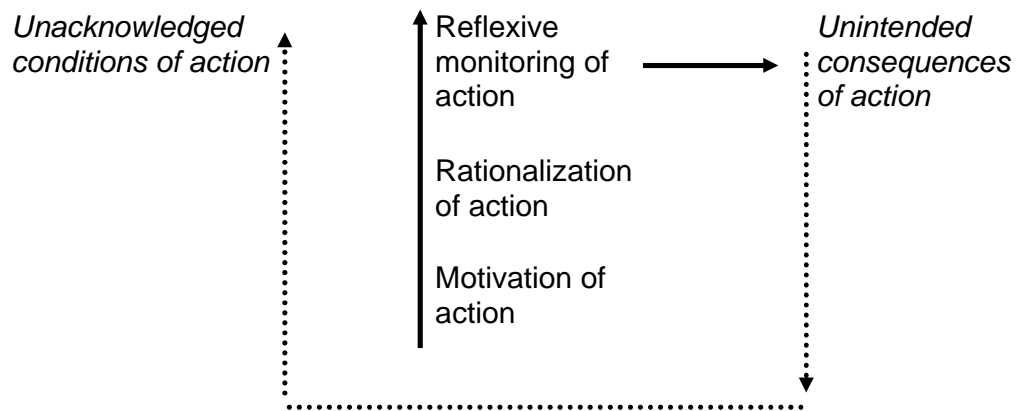 Unacknowledged
conditions of action
Reflexive
monitoring of
action
Rationalization
of action
Motivation of
action
Unintended
consequences
of action